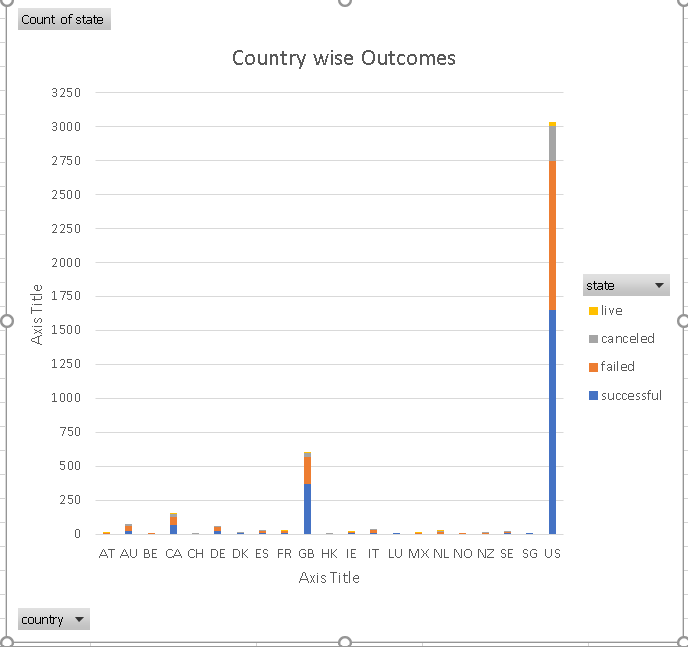 Count of state
Country wise Outcomes
3250
3000
2750
2500
2250
2000
1750
1500
1250
1000
750
500
250
0
Axis Title
AT AU BE CA CH DE DK ES FR GB HK IE IT LU MX NL NO NZ SE SG US
Axis Title
state
live
canceled
failed
successful
country